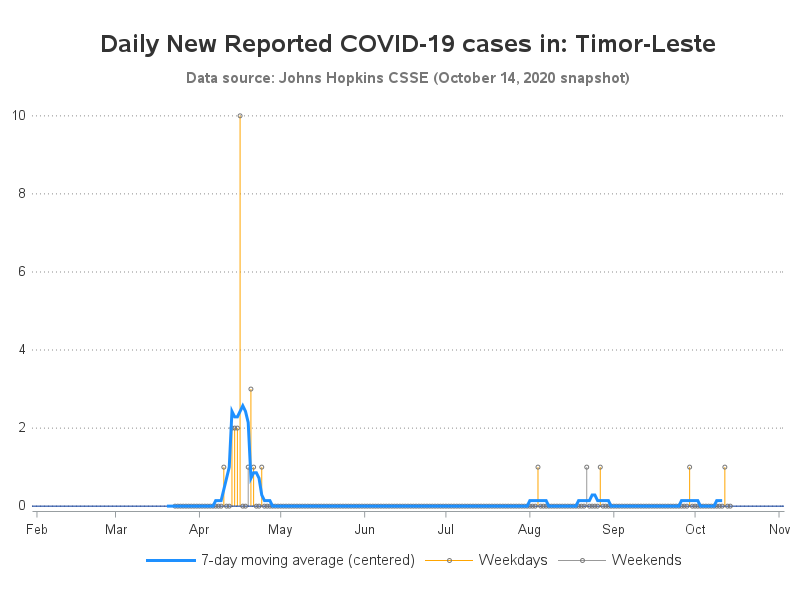 Daily New Reported COVID-19 cases in: Timor-Leste
Data source: Johns Hopkins CSSE (October 14, 2020 snapshot)
10
8
6
4
2
0
Feb Mar Apr May Jun Jul Aug Sep Oct Nov
7-day moving average (centered) Weekdays Weekends